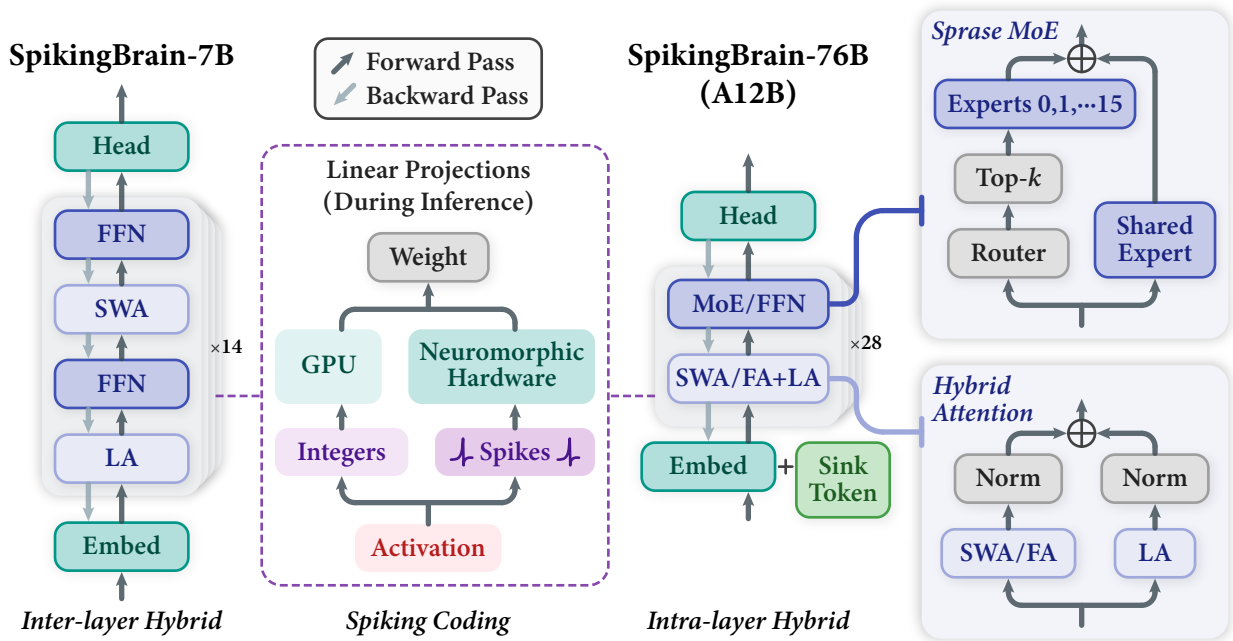 SpikingBrain-7B
Head
FFN
SWA
FFN
LA
×14
Embed
Inter-layer Hybrid
Forward Pass
Backward Pass
Linear Projections
(During Inference)
Weight
GPU
Neuromorphic
Hardware
Integers
Spikes
Activation
Spiking Coding
SpikingBrain-76B
(A12B)
Head
MoE/FFN
SWA/FA+LA
×28
Embed
+
Sink
Token
Intra-layer Hybrid
Sprase MoE
Experts 0,1,···15
Top-k
Router
Shared
Expert
Hybrid
Attention
Norm
Norm
SWA/FA
LA